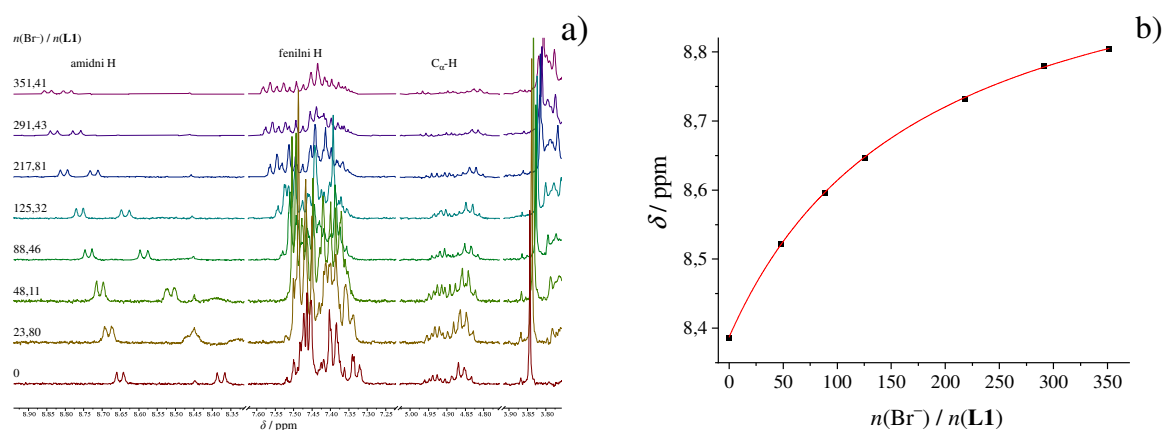 n(Br⁻) / n(L1)
a)
amidni H
fenilni H
Cα-H
351,41
291,43
217,81
125,32
88,46
48,11
23,80
0
8.90 8.85 8.80 8.75 8.70 8.65 8.60 8.55 8.50 8.45 8.40 8.35
7.60 7.55 7.50 7.45 7.40 7.35 7.30 7.25
5.00 4.95 4.90 4.85 4.80
3.90 3.85 3.80
δ / ppm
b)
8,8
8,7
8,6
8,5
8,4
δ / ppm
0 50 100 150 200 250 300 350
n(Br⁻) / n(L1)